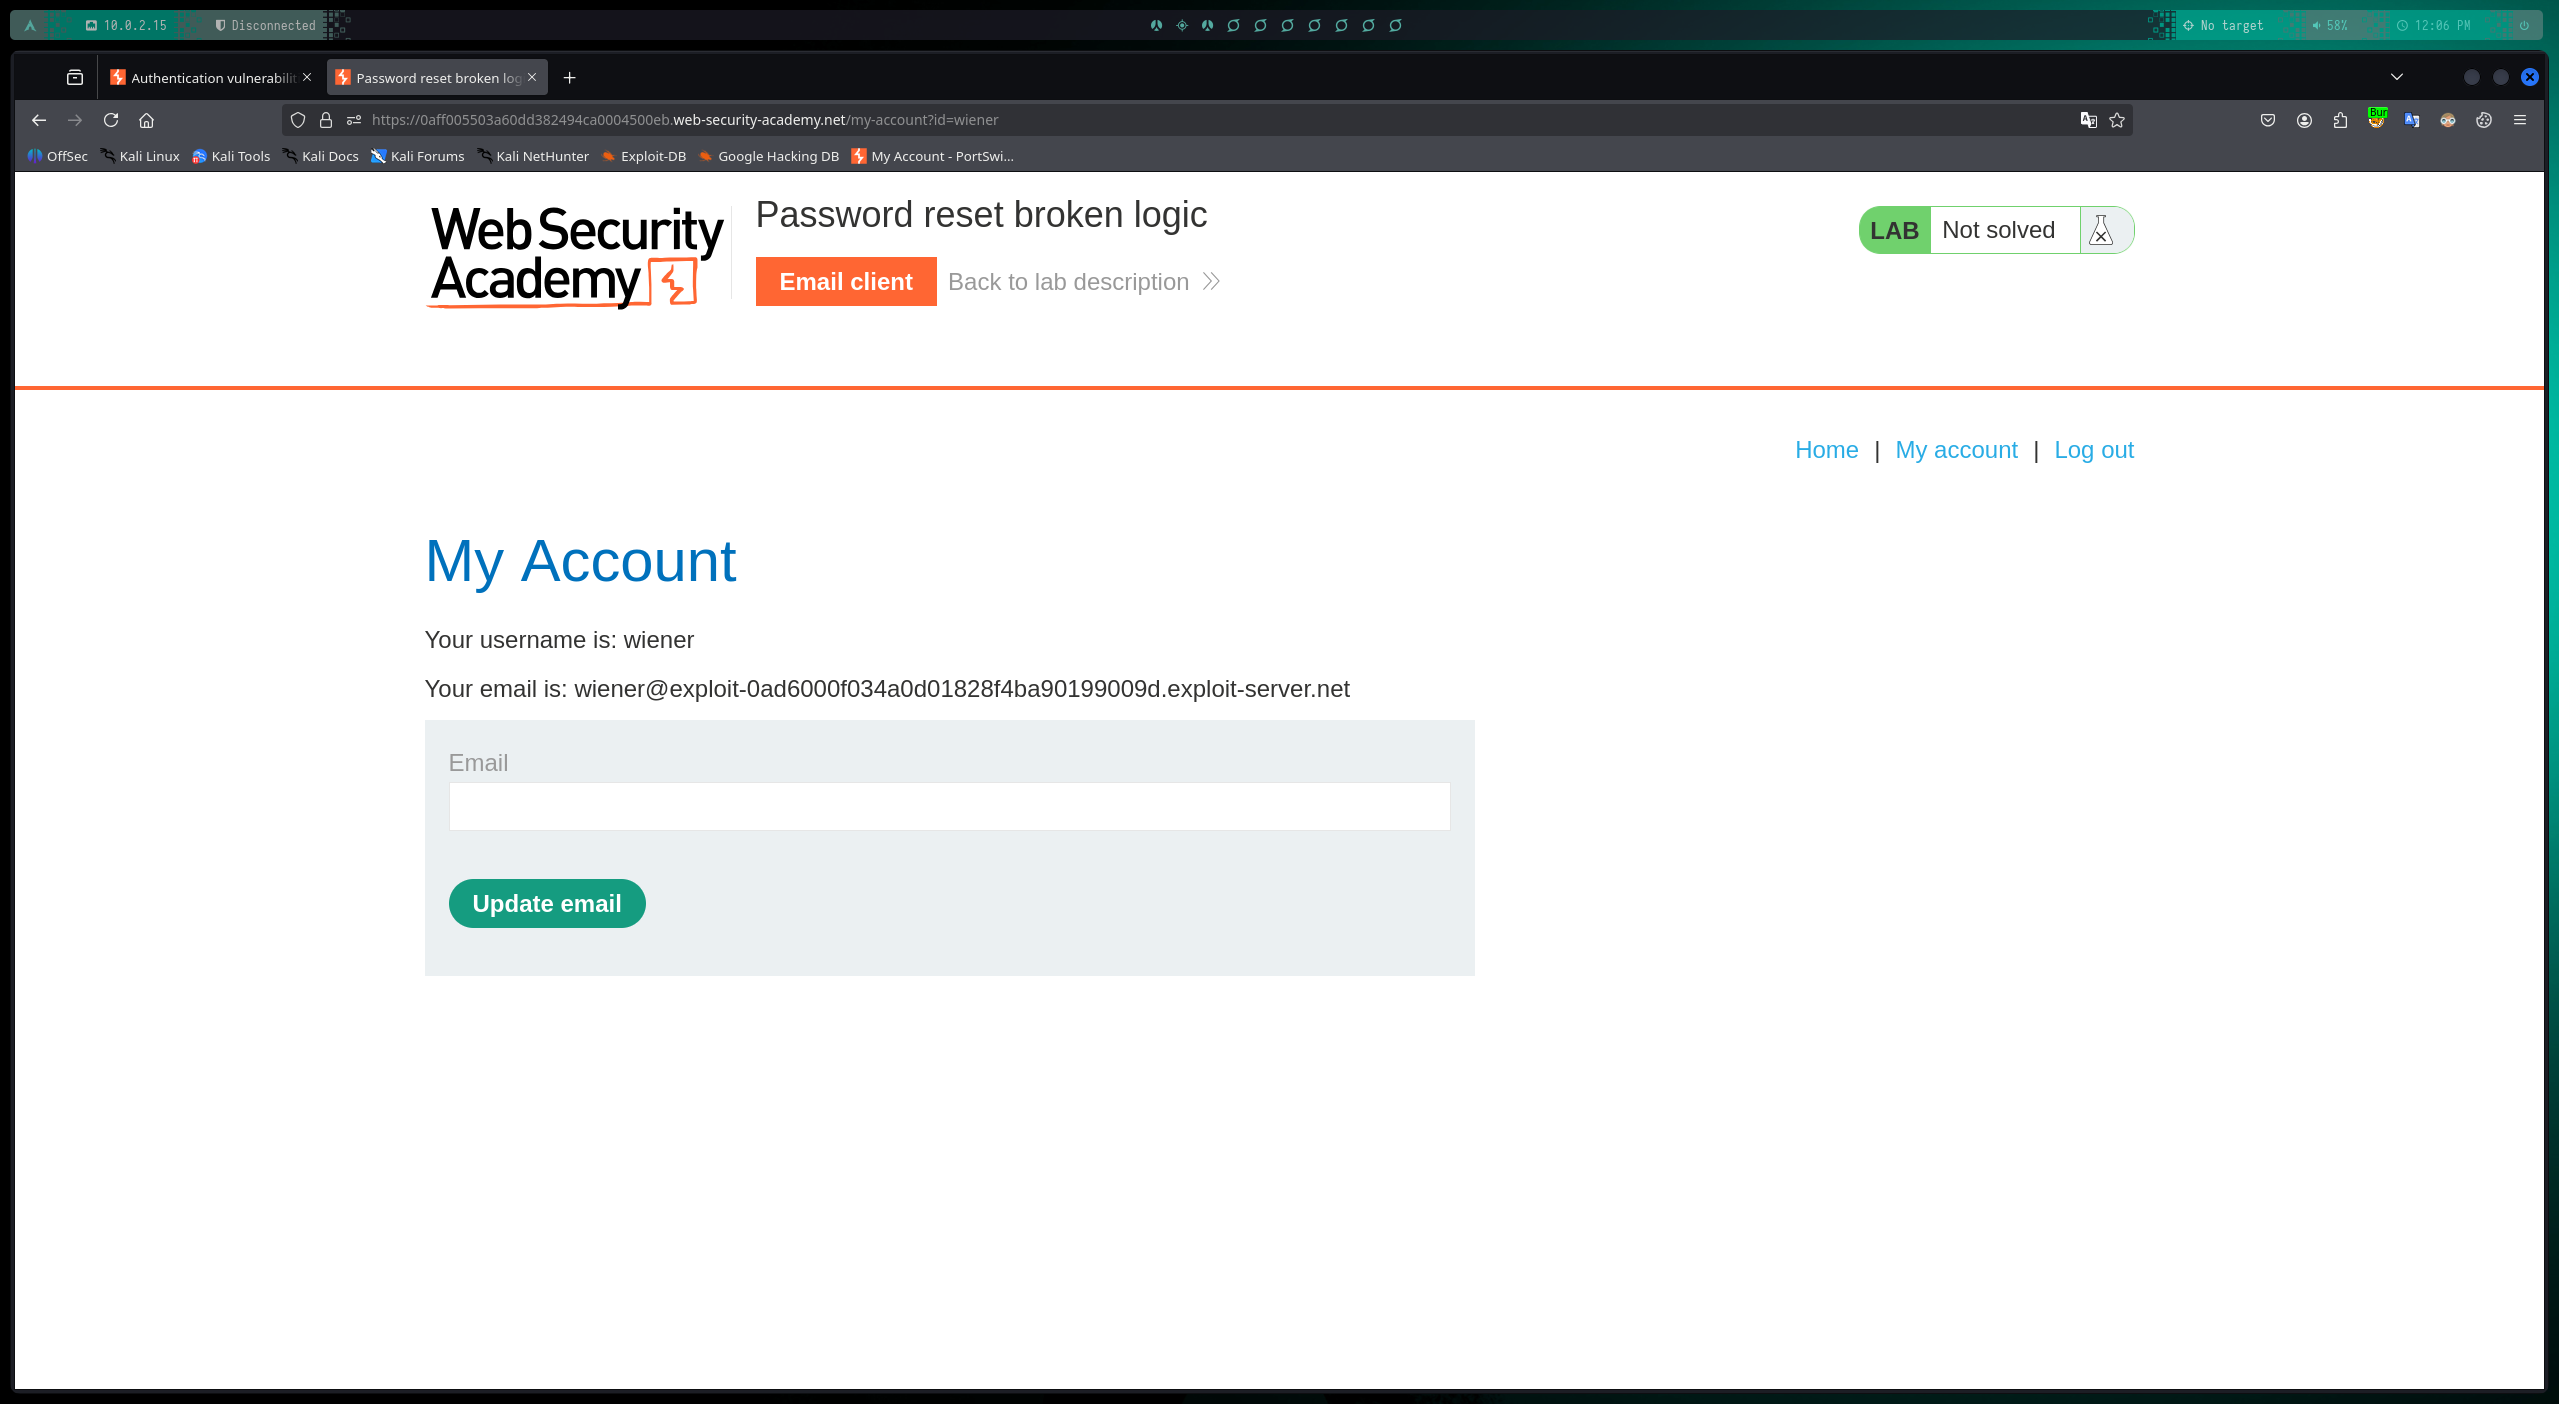 10.0.2.15 Disconnected No target 58% 12:06 PM
Authentication vulnerabilit Password reset broken log
https://0aff005503a60dd382494ca0004500eb.web-security-academy.net/my-account?id=wiener
Bur
OffSec Kali Linux Kali Tools Kali Docs Kali Forums Kali NetHunter Exploit-DB Google Hacking DB My Account - PortSwi...
Web Security
Academy
Password reset broken logic
Email client Back to lab description
LAB Not solved
Home | My account | Log out
My Account
Your username is: wiener
Your email is: wiener@exploit-0ad6000f034a0d01828f4ba90199009d.exploit-server.net
Email
Update email